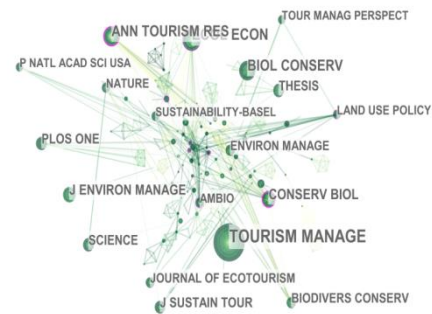 TOUR MANAG PERSPECT
ANN TOURISM RES
ECON
P NATL ACAD SCI USA
BIOL CONSERV
NATURE
THESIS
SUSTAINABILITY-BASEL
LAND USE POLICY
PLOS ONE
ENVIRON MANAGE
J ENVIRON MANAGE
AMBIO
CONSERV BIOL
SCIENCE
TOURISM MANAGE
JOURNAL OF ECOTOURISM
J SUSTAIN TOUR
BIODIVERS CONSERV